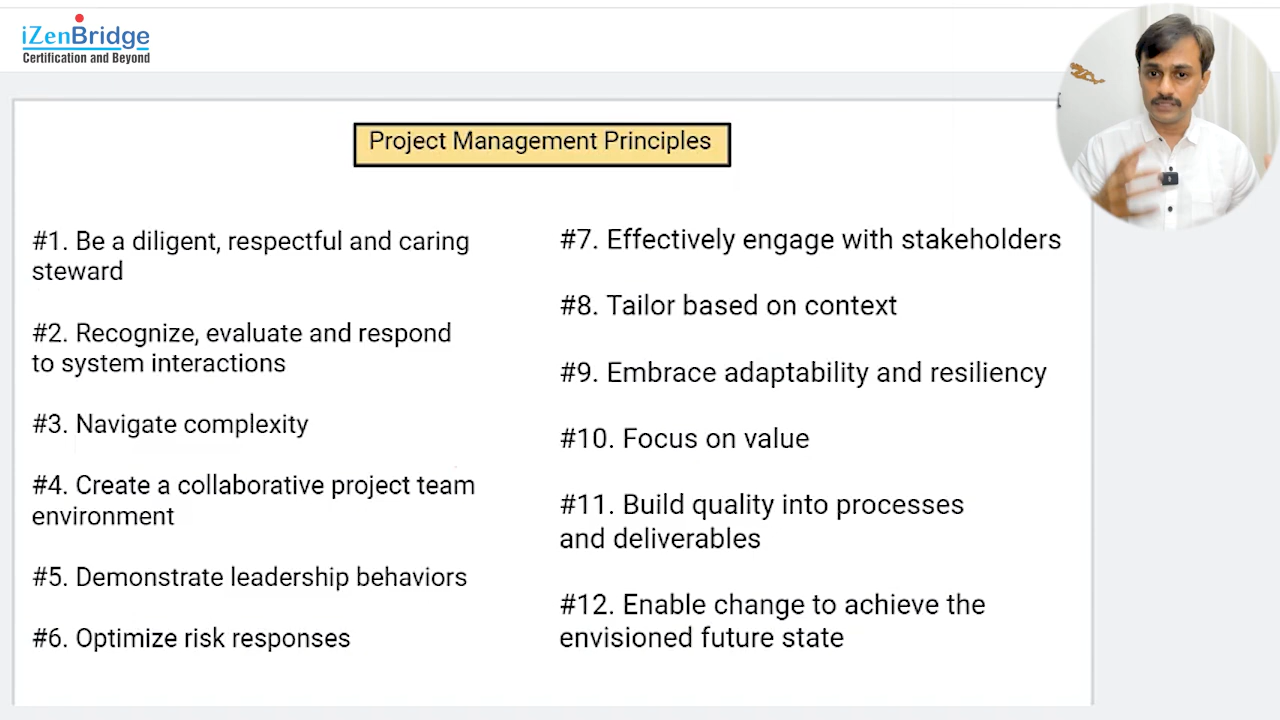 iZenBridge
Certification and Beyond
Project Management Principles
#1. Be a diligent, respectful and caring
steward
#2. Recognize, evaluate and respond
to system interactions
#3. Navigate complexity
#4. Create a collaborative project team
environment
#5. Demonstrate leadership behaviors
#6. Optimize risk responses
#7. Effectively engage with stakeholders
#8. Tailor based on context
#9. Embrace adaptability and resiliency
#10. Focus on value
#11. Build quality into processes
and deliverables
#12. Enable change to achieve the
envisioned future state